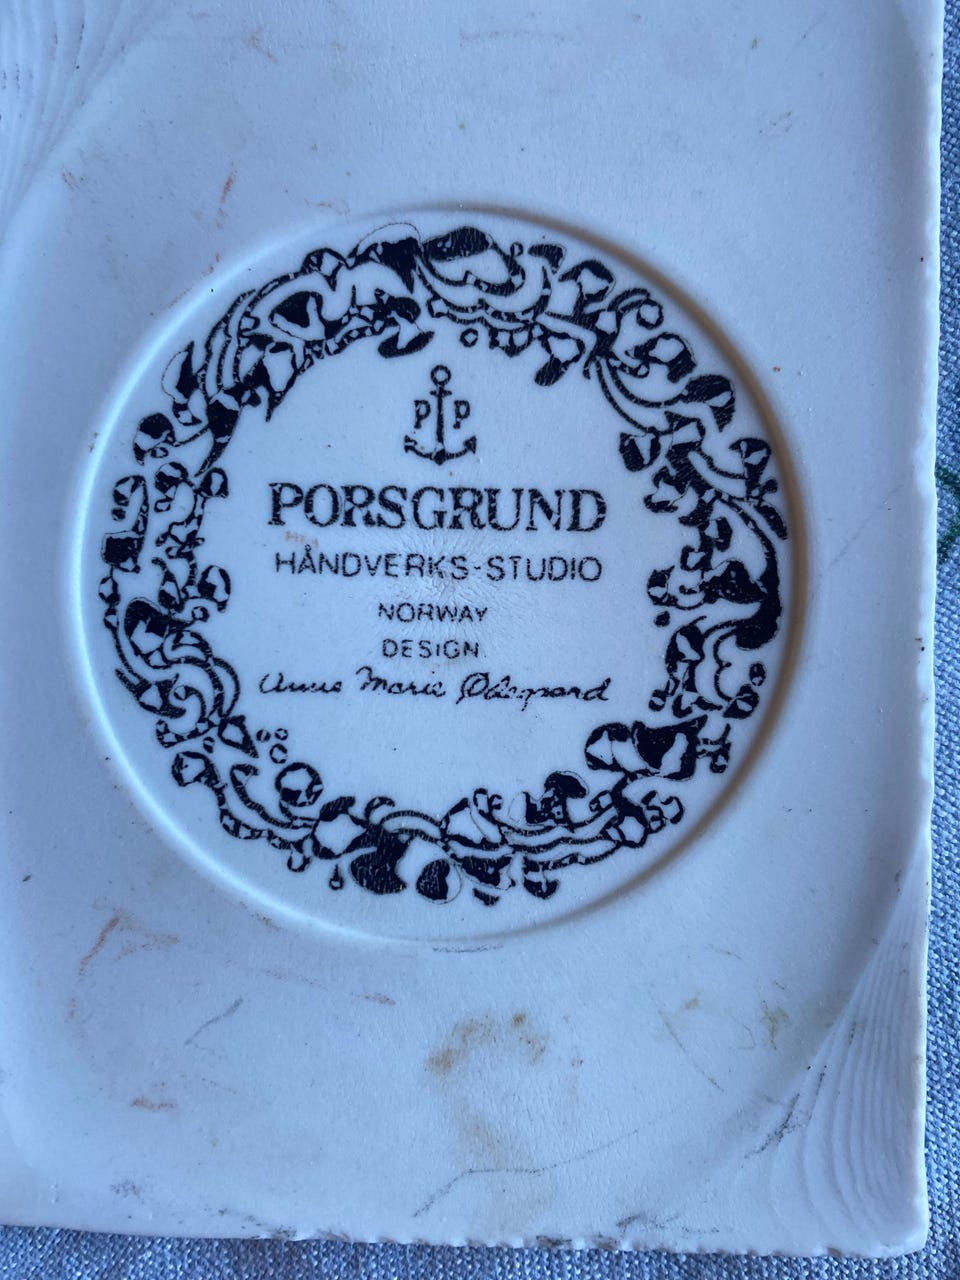 P P
PORSGRUND
HÅNDVERKS-STUDIO
NORWAY
DESIGN
Anne Marie Ødegaard